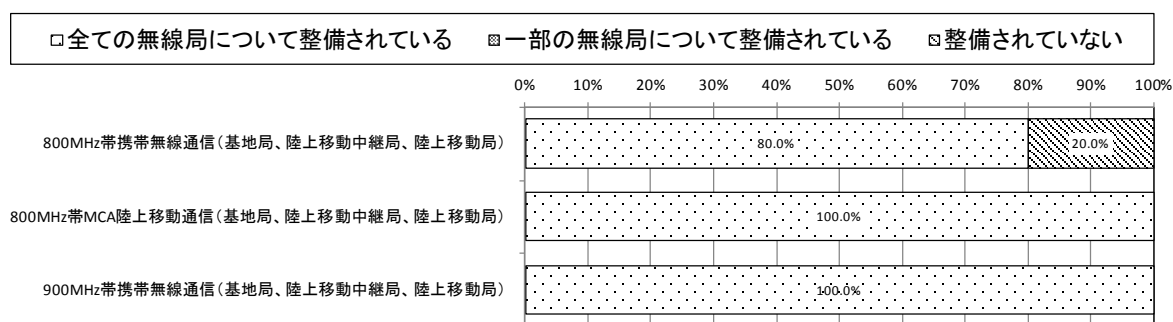 全ての無線局について整備されている 一部の無線局について整備されている 整備されていない
0% 10% 20% 30% 40% 50% 60% 70% 80% 90% 100%
800MHz帯携帯無線通信(基地局、陸上移動中継局、陸上移動局) 80.0% 20.0%
800MHz帯MCA陸上移動通信(基地局、陸上移動中継局、陸上移動局) 100.0%
900MHz帯携帯無線通信(基地局、陸上移動中継局、陸上移動局) 100.0%